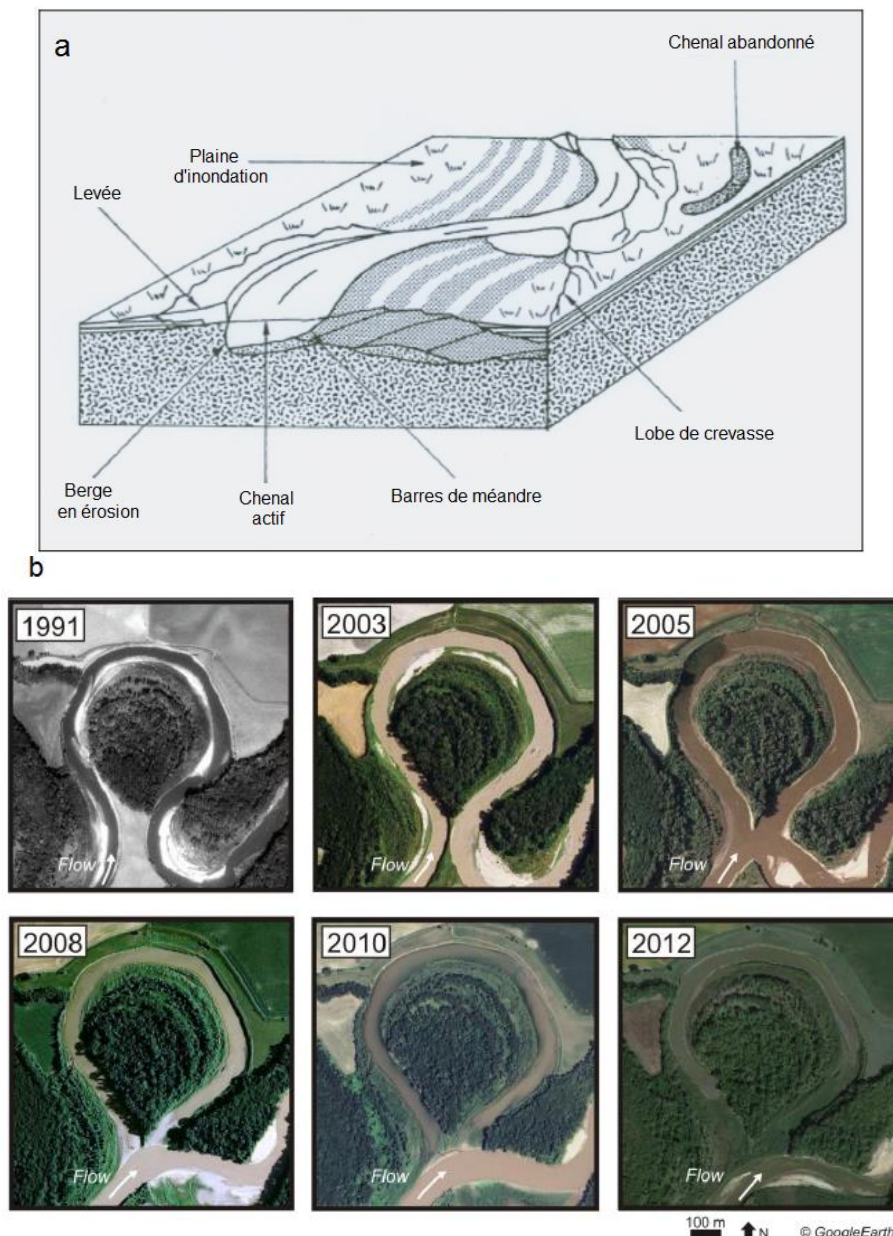 a
Chenal abandonné
Plaine
d'inondation
Levée
Lobe de crevasse
Berge
en érosion
Chenal
actif
Barres de méandre
b
1991
Flow
2003
Flow
2005
Flow
2008
Flow
2010
Flow
2012
Flow
100 m
N
© GoogleEarth